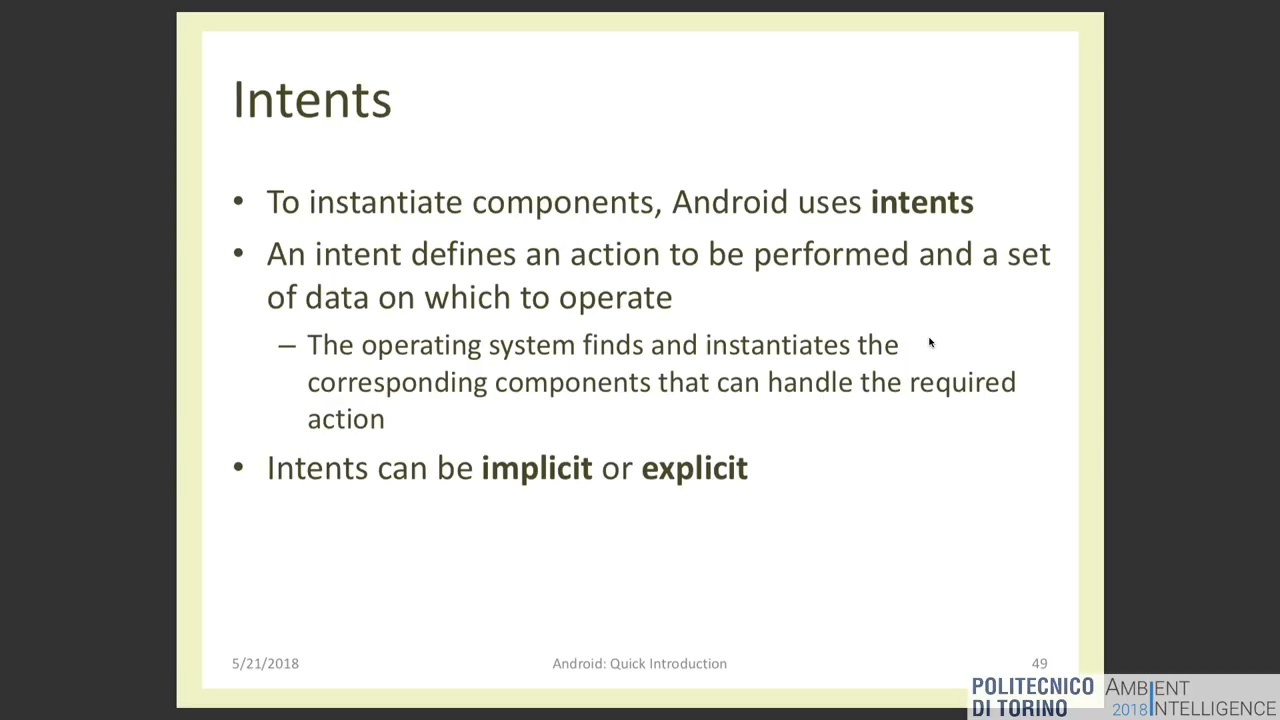 Intents
• To instantiate components, Android uses intents
• An intent defines an action to be performed and a set
of data on which to operate
– The operating system finds and instantiates the
corresponding components that can handle the required
action
• Intents can be implicit or explicit
5/21/2018
Android: Quick Introduction
49
POLITECNICO
DI TORINO
AMBIENT
2018 INTELLIGENCE